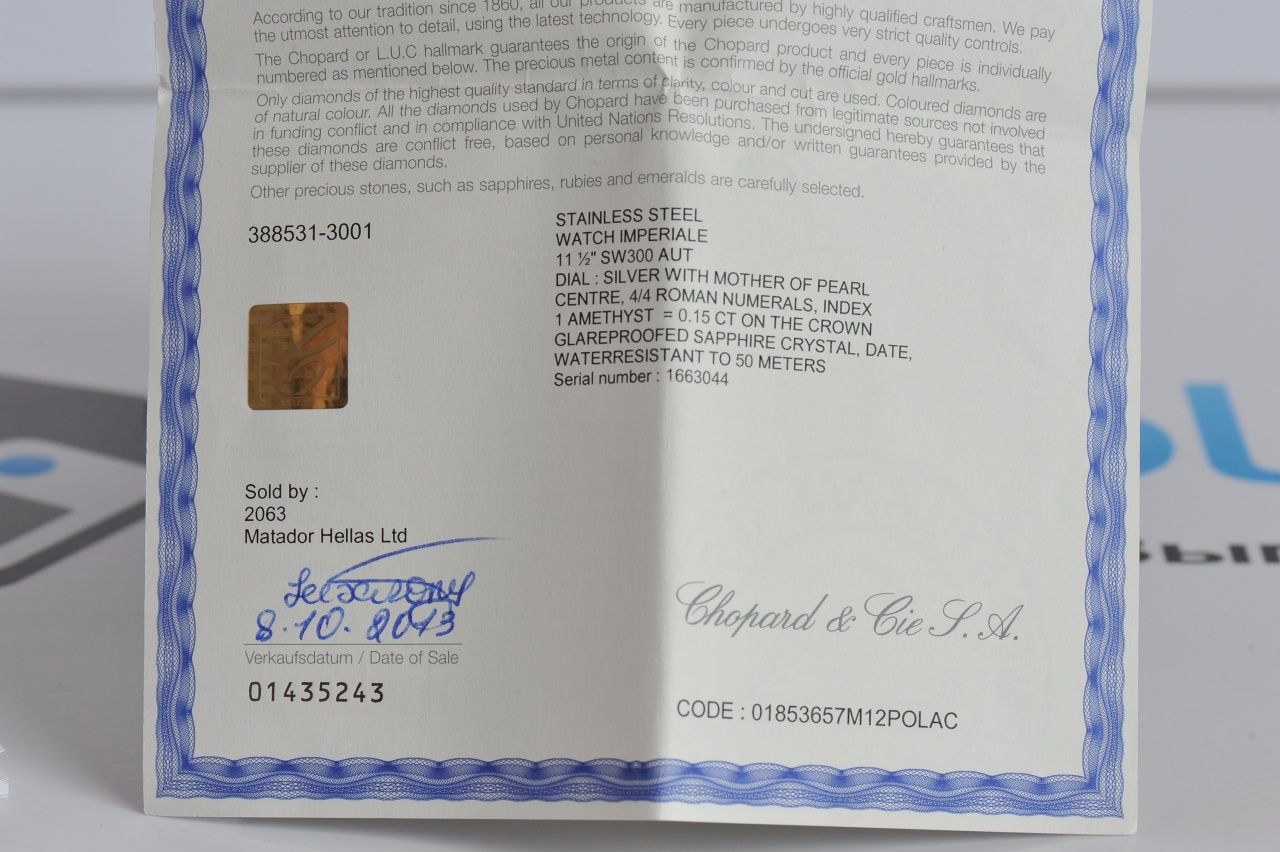 According to our tradition since 1860, all our products are manufactured by highly qualified craftsmen. We pay
the utmost attention to detail, using the latest technology. Every piece undergoes very strict quality controls.
The Chopard or L.U.C hallmark guarantees the origin of the Chopard product and every piece is individually
numbered as mentioned below. The precious metal content is confirmed by the official gold hallmarks.
Only diamonds of the highest quality standard in terms of clarity, colour and cut are used. Coloured diamonds are
of natural colour. All the diamonds used by Chopard have been purchased from legitimate sources not involved
in funding conflict and in compliance with United Nations Resolutions. The undersigned hereby guarantees that
these diamonds are conflict free, based on personal knowledge and/or written guarantees provided by the
supplier of these diamonds.
Other precious stones, such as sapphires, rubies and emeralds are carefully selected.
388531-3001
STAINLESS STEEL
WATCH IMPERIALE
11 ½" SW300 AUT
DIAL : SILVER WITH MOTHER OF PEARL
CENTRE, 4/4 ROMAN NUMERALS, INDEX
1 AMETHYST = 0.15 CT ON THE CROWN
GLAREPROOFED SAPPHIRE CRYSTAL, DATE,
WATERRESISTANT TO 50 METERS
Serial number : 1663044
Sold by :
2063
Matador Hellas Ltd
8.10.2013
Verkaufsdatum / Date of Sale
01435243
Chopard & Cie S.A.
CODE : 01853657M12POLAC